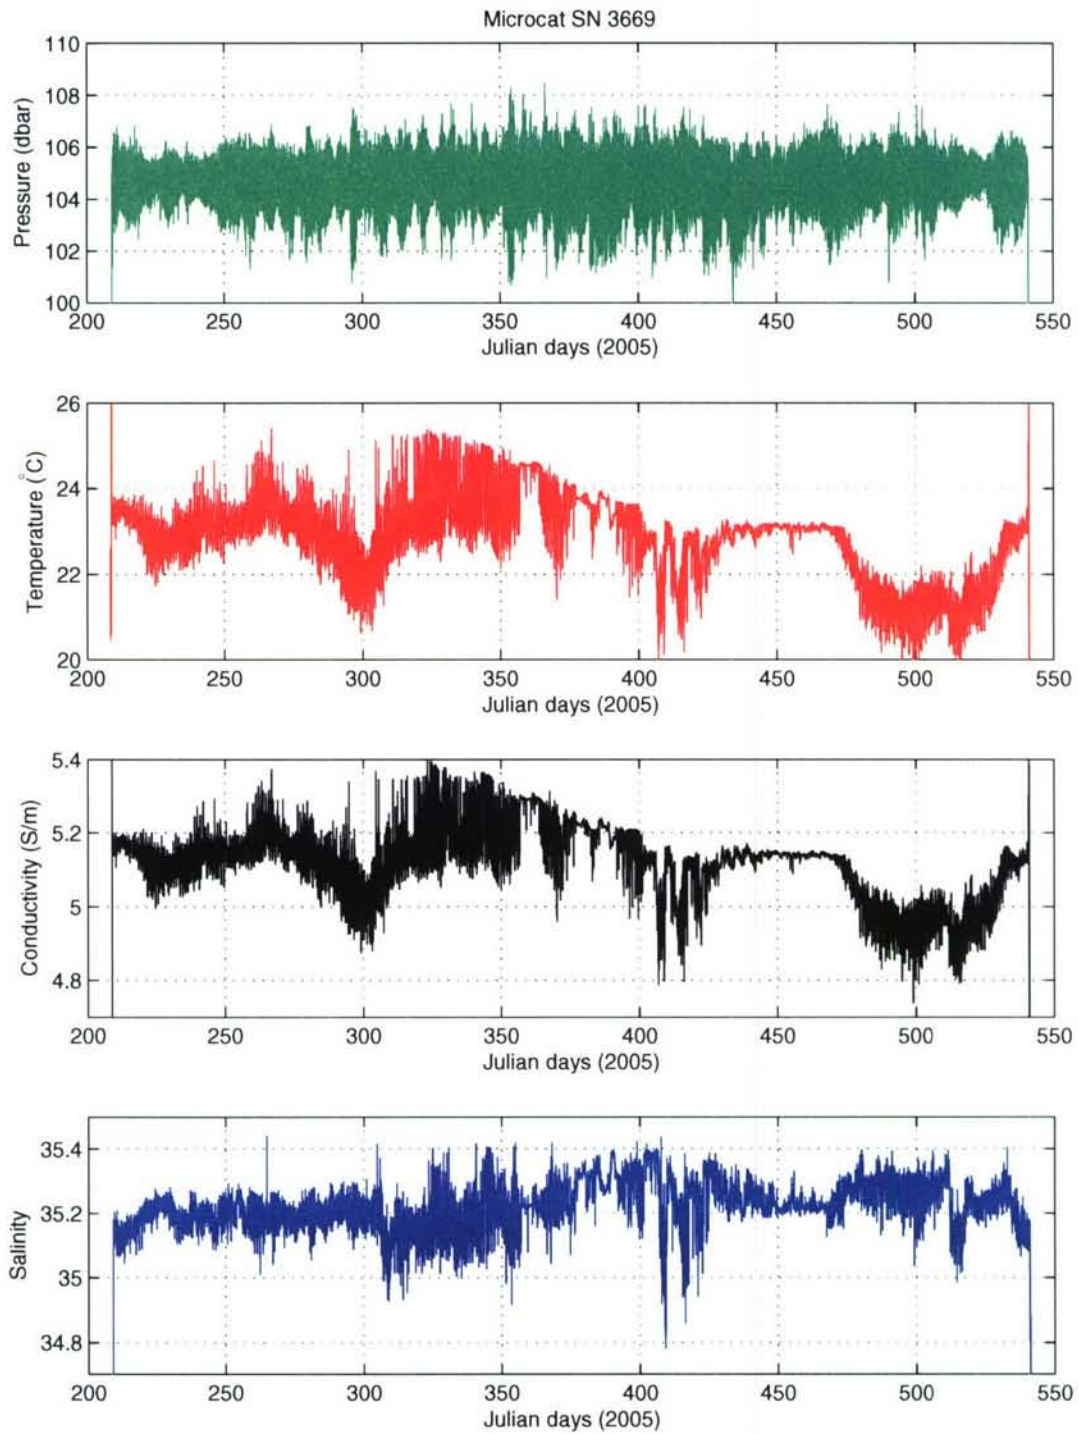 Microcat SN 3669
110
108
106
104
102
100
Pressure (dbar)
200 250 300 350 400 450 500 550
Julian days (2005)
26
24
22
20
Temperature (°C)
200 250 300 350 400 450 500 550
Julian days (2005)
5.4
5.2
5
4.8
Conductivity (S/m)
200 250 300 350 400 450 500 550
Julian days (2005)
35.4
35.2
35
34.8
Salinity
200 250 300 350 400 450 500 550
Julian days (2005)